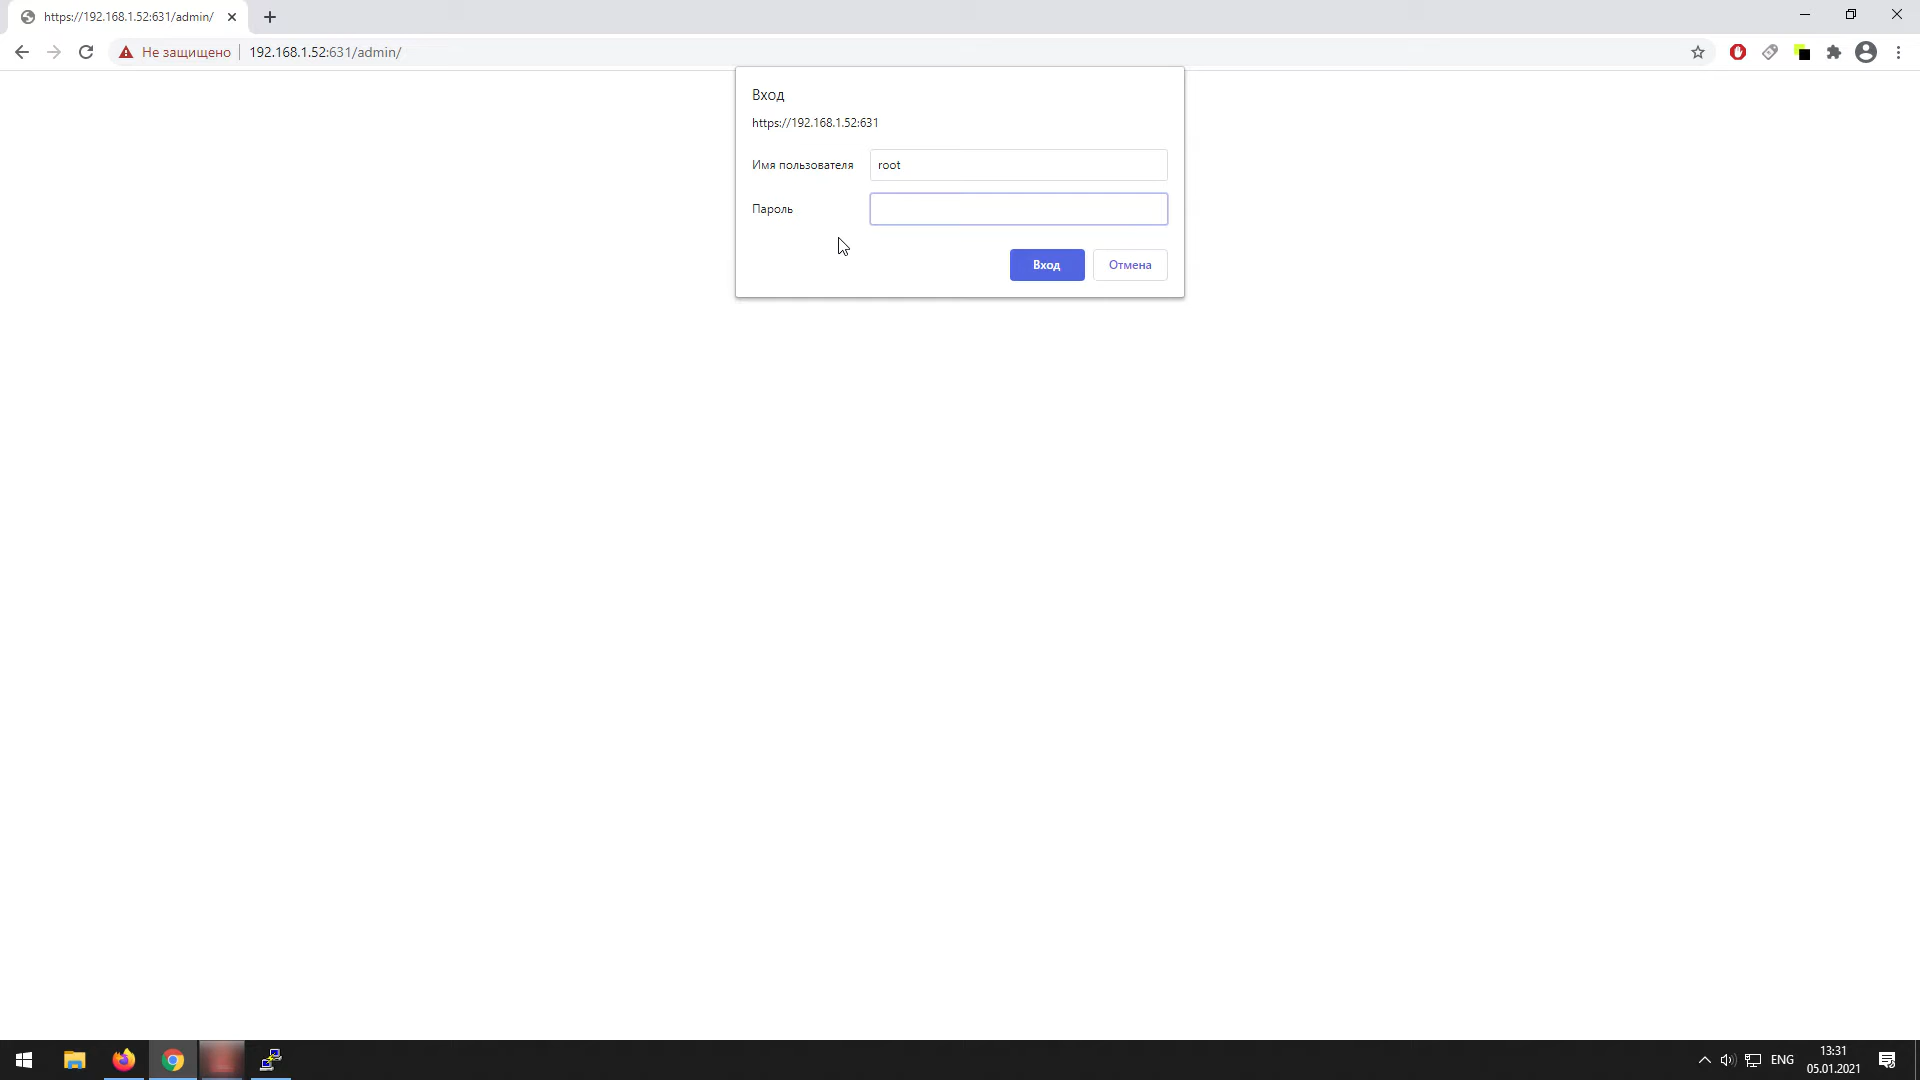 https://192.168.1.52:631/admin/
Не защищено 192.168.1.52:631/admin/
Вход
https://192.168.1.52:631
Имя пользователя root
Пароль
Вход Отмена
ENG
13:31
05.01.2021